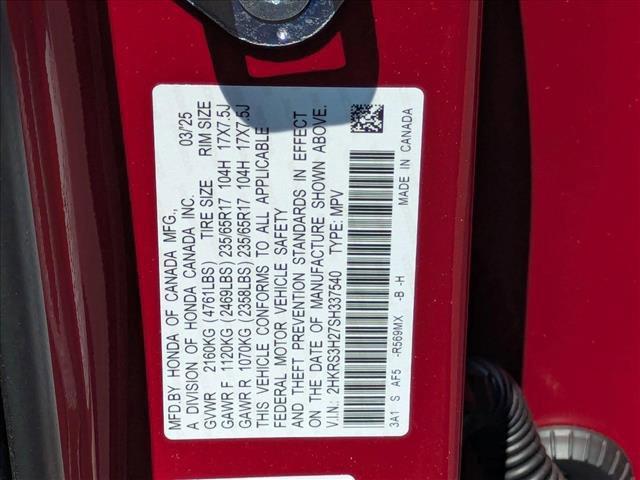 MFD.BY HONDA OF CANADA MFG., 03/'25
A DIVISION OF HONDA CANADA INC.
GVWR 2160KG (4761LBS) TIRE SIZE RIM SIZE
GAWR F 1120KG (2468LBS) 235/65R17 104H 17X7.5J
GAWR R 1070KG (2358LBS) 235/65R17 104H 17X7.5J
THIS VEHICLE CONFORMS TO ALL APPLICABLE
FEDERAL MOTOR VEHICLE SAFETY
AND THEFT PREVENTION STANDARDS IN EFFECT
ON THE DATE OF MANUFACTURE SHOWN ABOVE.
V.I.N.: 2HKRS3H27SH337540 TYPE: MPV
3A1 S AF5 -R569MX -B -H MADE IN CANADA